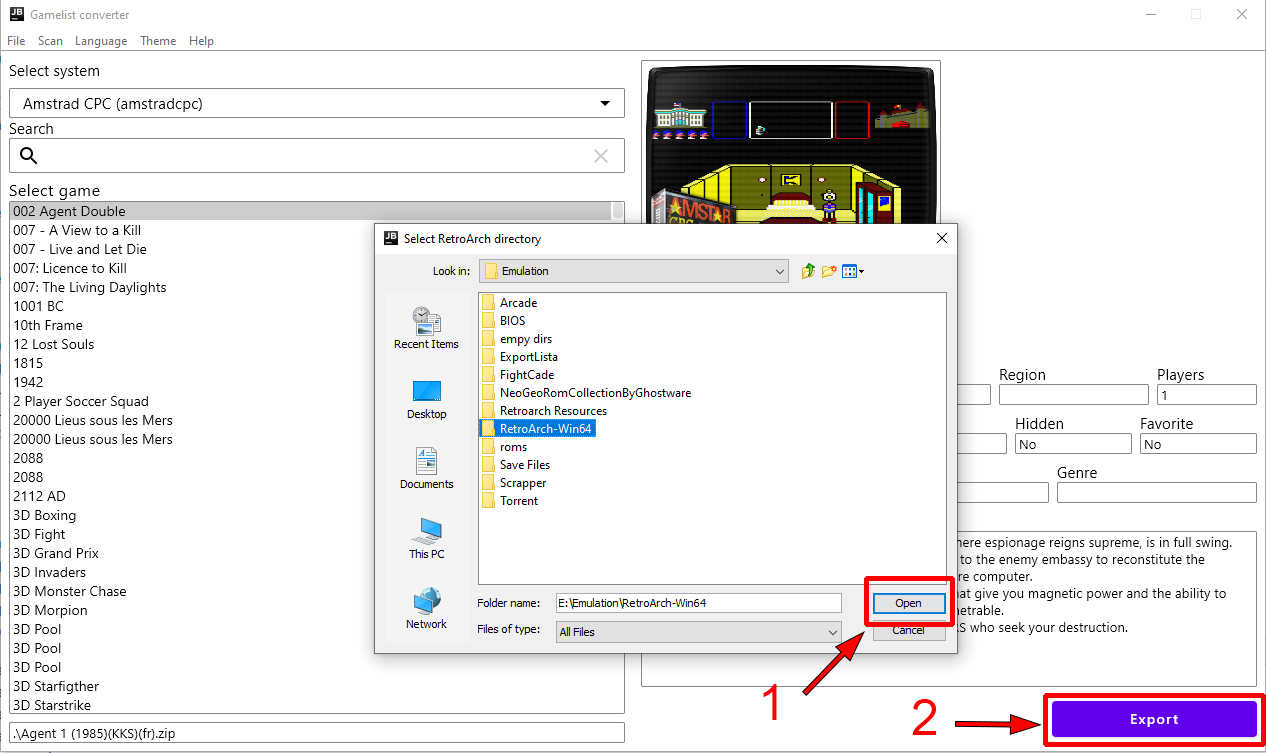 JB Gamelist converter
File Scan Language Theme Help
Select system
Amstrad CPC (amstradcpc)
Search
Select game
002 Agent Double
007 - A View to a Kill
007 - Live and Let Die
007: Licence to Kill
007: The Living Daylights
1001 BC
10th Frame
12 Lost Souls
1815
1942
2 Player Soccer Squad
20000 Lieus sous les Mers
20000 Lieus sous les Mers
2088
2088
2112 AD
3D Boxing
3D Fight
3D Grand Prix
3D Invaders
3D Monster Chase
3D Morpion
3D Pool
3D Pool
3D Pool
3D Starfigther
3D Starstrike
.\Agent 1 (1985)(KKS)(fr).zip
AMSTAR
JB Select RetroArch directory
Look in: Emulation
Recent Items
Desktop
Documents
This PC
Network
Arcade
BIOS
empy dirs
ExportLista
FightCade
NeoGeoRomCollectionByGhostware
Retroarch Resources
RetroArch-Win64
roms
Save Files
Scrapper
Torrent
Folder name: E:\Emulation\RetroArch-Win64 Open
Files of type: All Files Cancel
Region Players
1
Hidden Favorite
No No
Genre
here espionage reigns supreme, is in full swing.
to the enemy embassy to reconstitute the
re computer.
hat give you magnetic power and the ability to
netrable.
S who seek your destruction.
1
2
Export